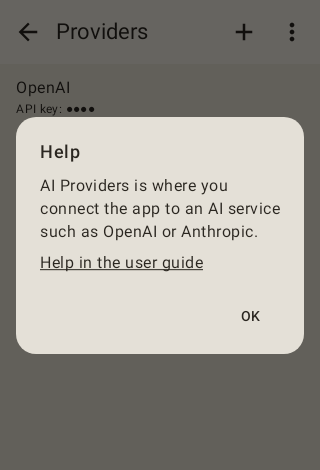 Providers
OpenAI
API key: ●●●●
Help
AI Providers is where you
connect the app to an AI service
such as OpenAI or Anthropic.
Help in the user guide
OK